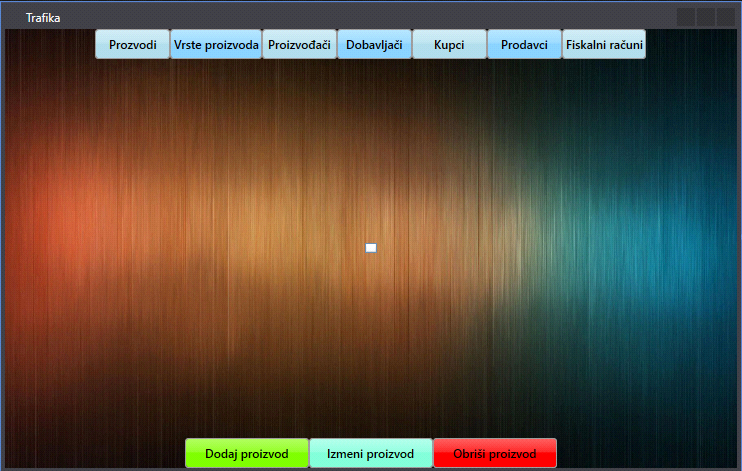 Trafika
Prozvodi Vrste proizvoda Proizvođači Dobavljači Kupci Prodavci Fiskalni računi
Dodaj proizvod Izmeni proizvod Obriši proizvod